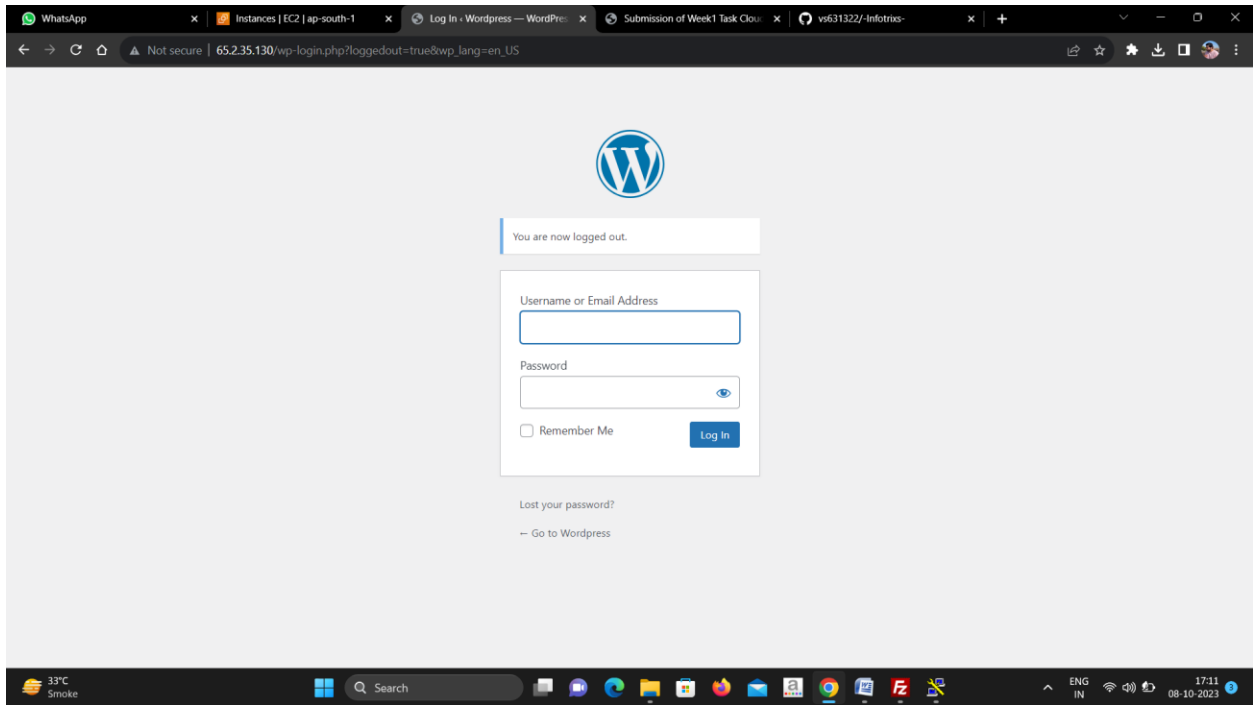 WhatsApp
Instances | EC2 | ap-south-1
Log In ‹ Wordpress — WordPres
Submission of Week1 Task Clou
vs631322/-Infotrixs-
Not secure | 65.2.35.130/wp-login.php?loggedout=true&wp_lang=en_US
You are now logged out.
Username or Email Address
Password
Remember Me
Log In
Lost your password?
← Go to Wordpress
33°C
Smoke
Search
ENG
IN
17:11
08-10-2023
3